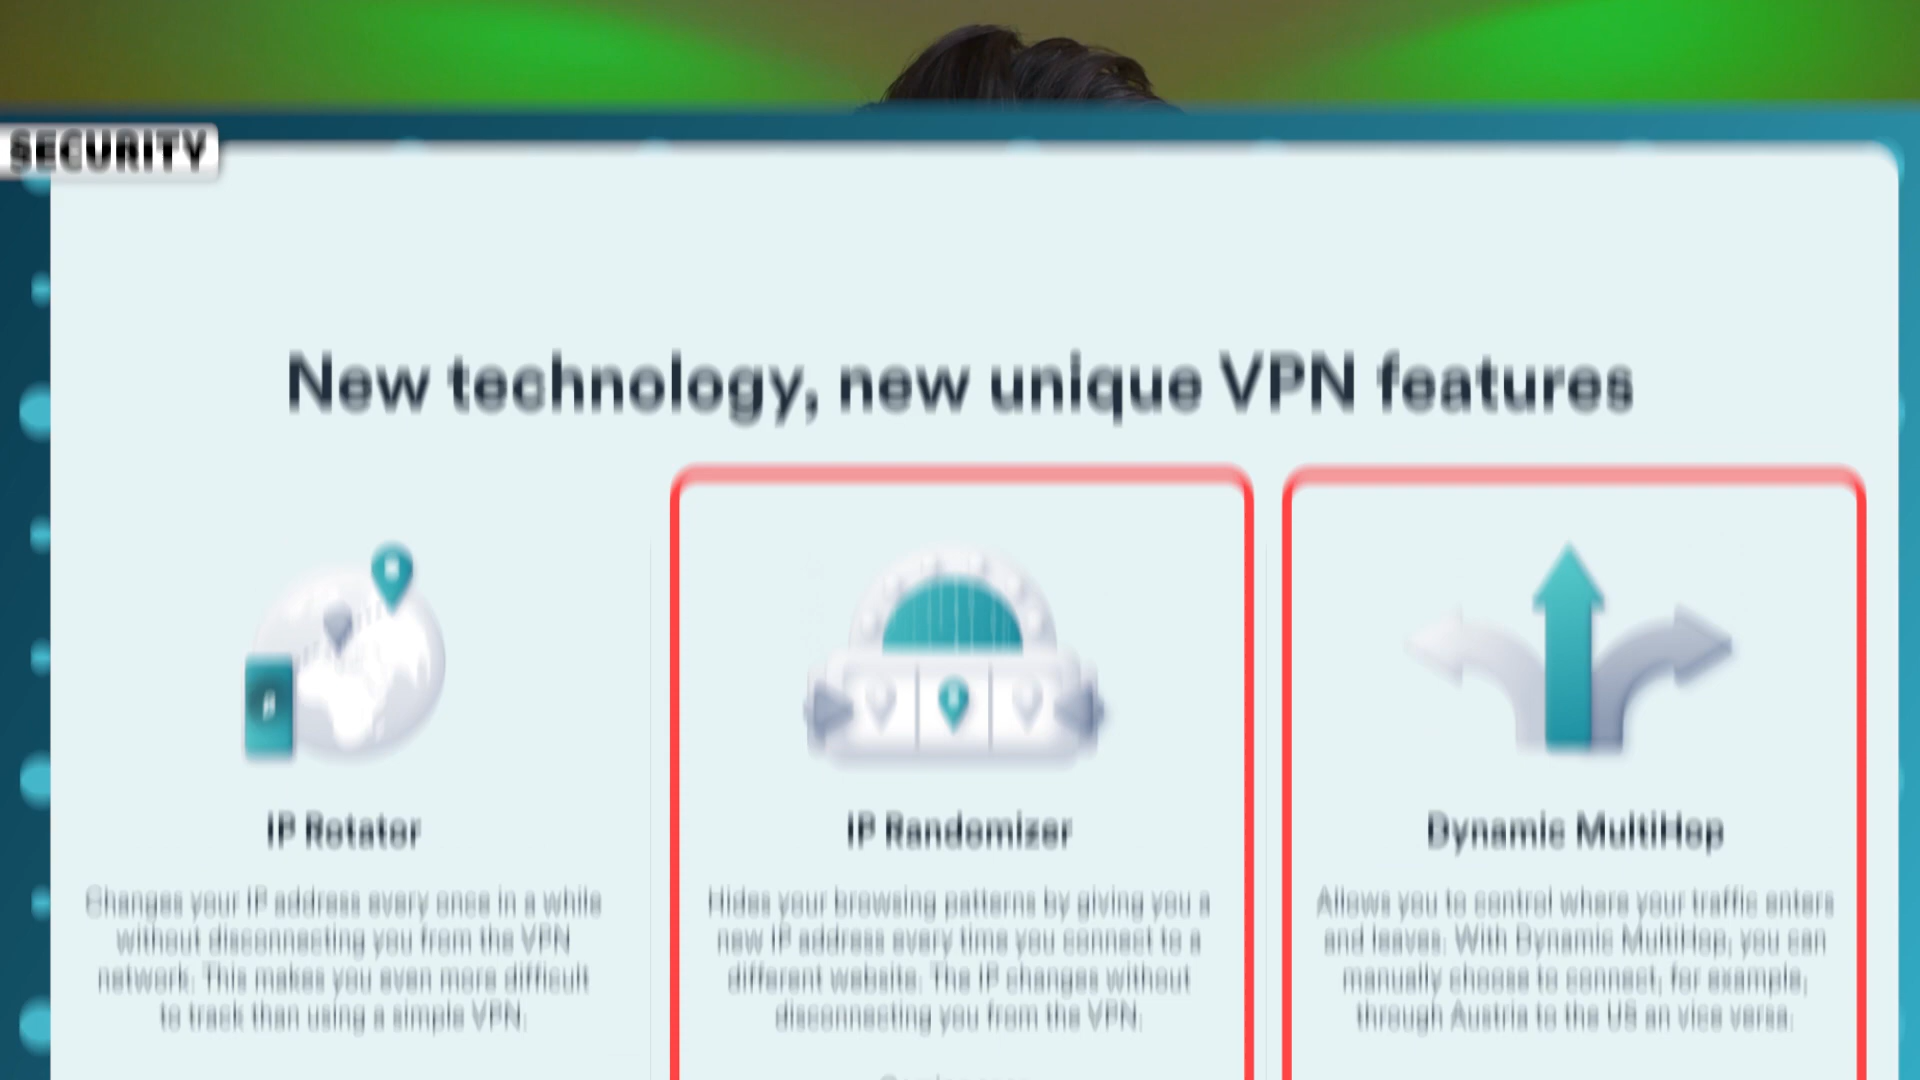 SECURITY
New technology, new unique VPN features
IP Rotator
Changes your IP address every once in a while
without disconnecting you from the VPN
network. This makes you even more difficult
to track than using a simple VPN.
IP Randomizer
Hides your browsing patterns by giving you a
new IP address every time you connect to a
different website. The IP changes without
disconnecting you from the VPN.
Dynamic MultiHop
Allows you to control where your traffic enters
and leaves. With Dynamic MultiHop, you can
manually choose to connect, for example,
through Austria to the US an vice versa.